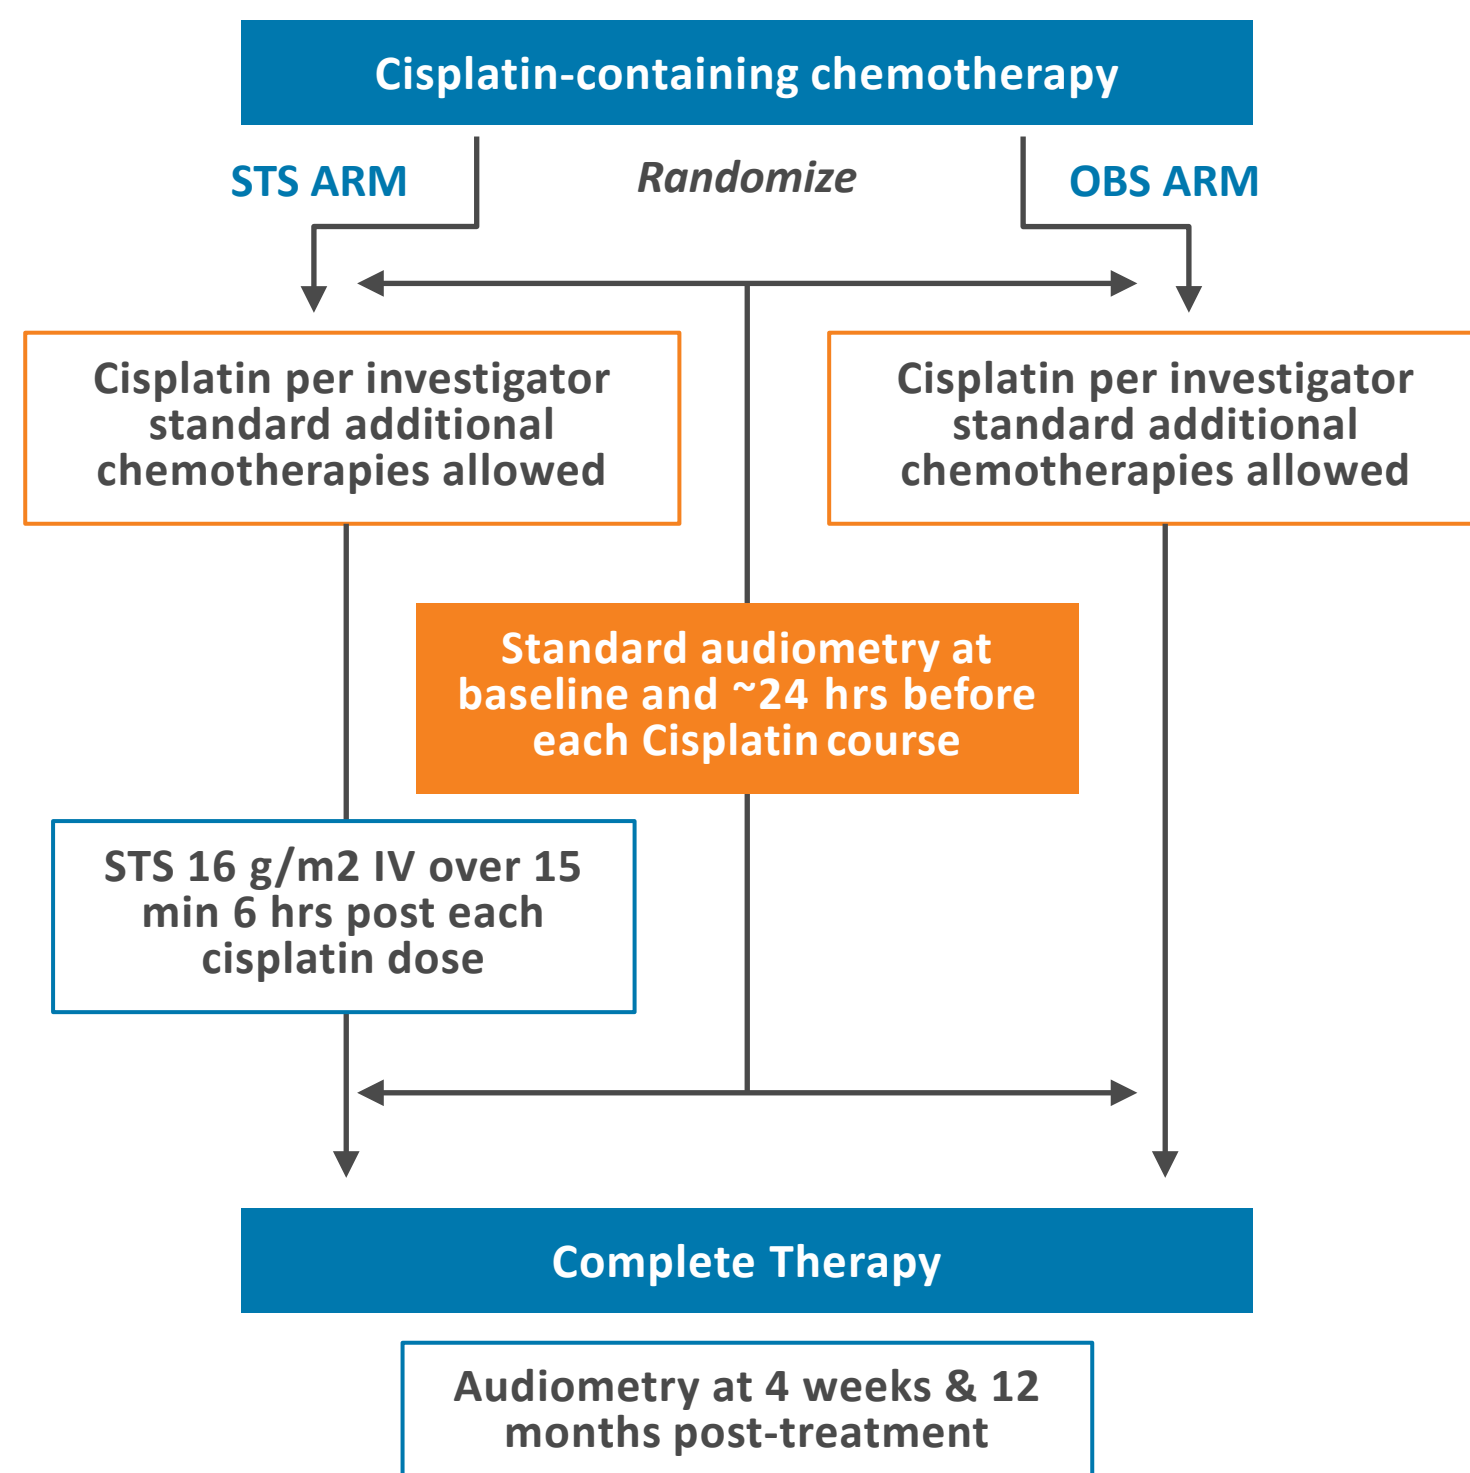 Cisplatin-containing chemotherapy
STS ARM
Randomize
OBS ARM
Cisplatin per investigator
standard additional
chemotherapies allowed
Cisplatin per investigator
standard additional
chemotherapies allowed
Standard audiometry at
baseline and ~24 hrs before
each Cisplatin course
STS 16 g/m2 IV over 15
min 6 hrs post each
cisplatin dose
Complete Therapy
Audiometry at 4 weeks & 12
months post-treatment